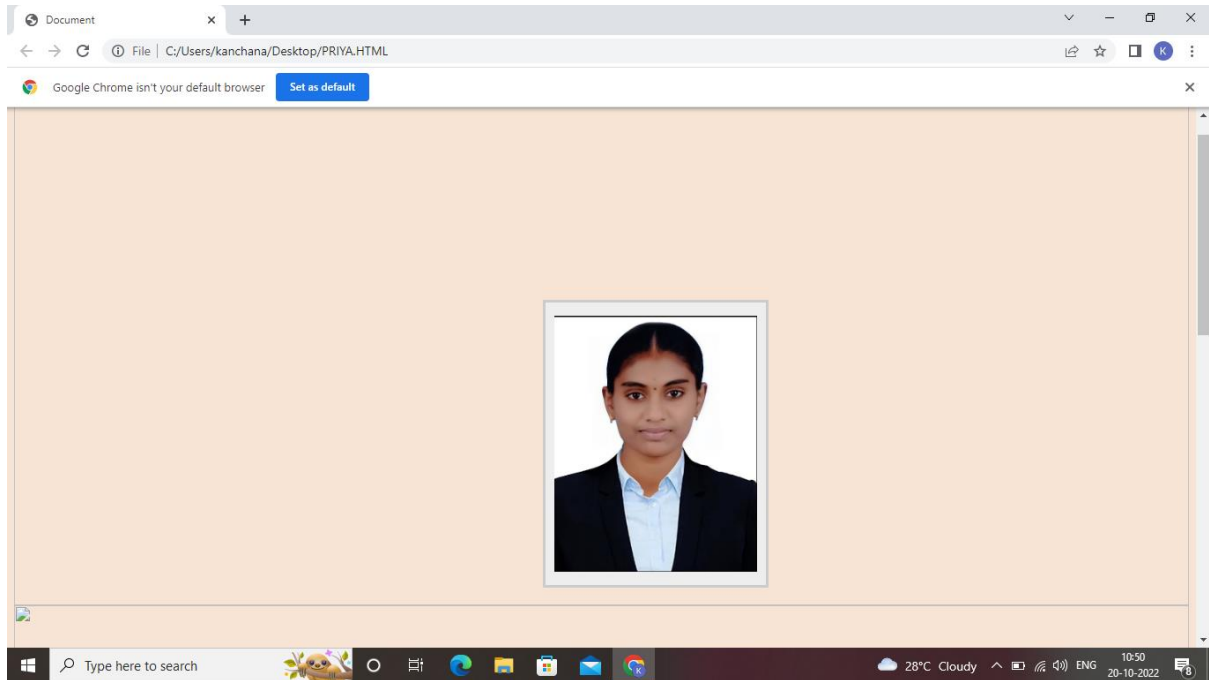 Document
File | C:/Users/kanchana/Desktop/PRIYA.HTML
K
Google Chrome isn't your default browser Set as default
Type here to search
K
28°C Cloudy
ENG
10:50
20-10-2022
8